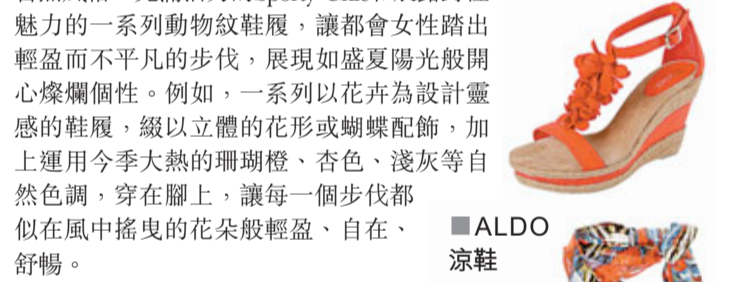 魅力的一系列動物紋鞋履，讓都會女性踏出
輕盈而不平凡的步伐，展現如盛夏陽光般開
心燦爛個性。例如，一系列以花卉為設計靈
感的鞋履，綴以立體的花形或蝴蝶配飾，加
上運用今季大熱的珊瑚橙、杏色、淺灰等自
然色調，穿在腳上，讓每一個步伐都
似在風中搖曳的花朵般輕盈、自在、
舒暢。
■ALDO
涼鞋